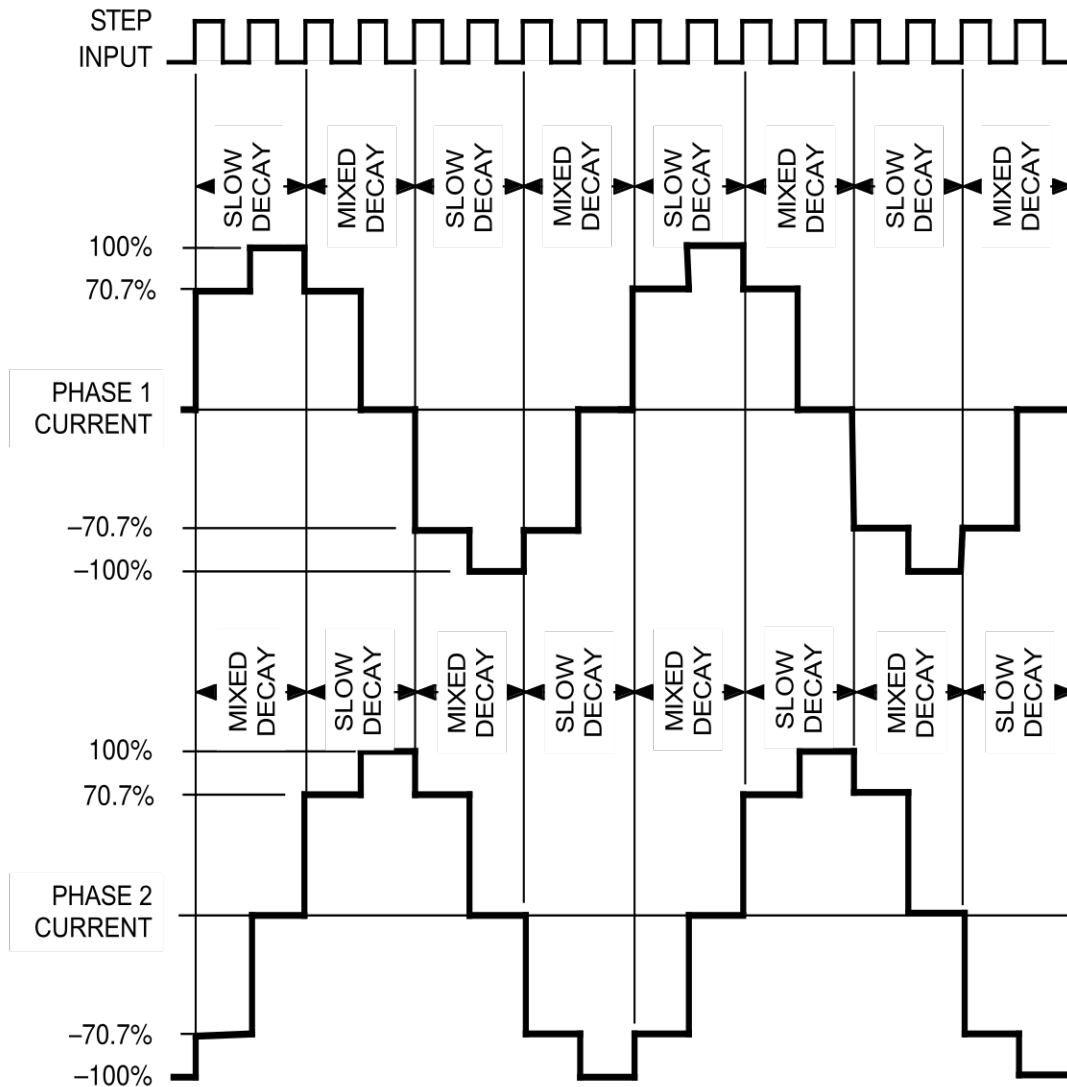 STEP
INPUT
SLOW
DECAY
MIXED
DECAY
SLOW
DECAY
MIXED
DECAY
SLOW
DECAY
MIXED
DECAY
SLOW
DECAY
MIXED
DECAY
100%
70.7%
PHASE 1
CURRENT
–70.7%
–100%
MIXED
DECAY
SLOW
DECAY
MIXED
DECAY
SLOW
DECAY
MIXED
DECAY
SLOW
DECAY
MIXED
DECAY
SLOW
DECAY
100%
70.7%
PHASE 2
CURRENT
–70.7%
–100%